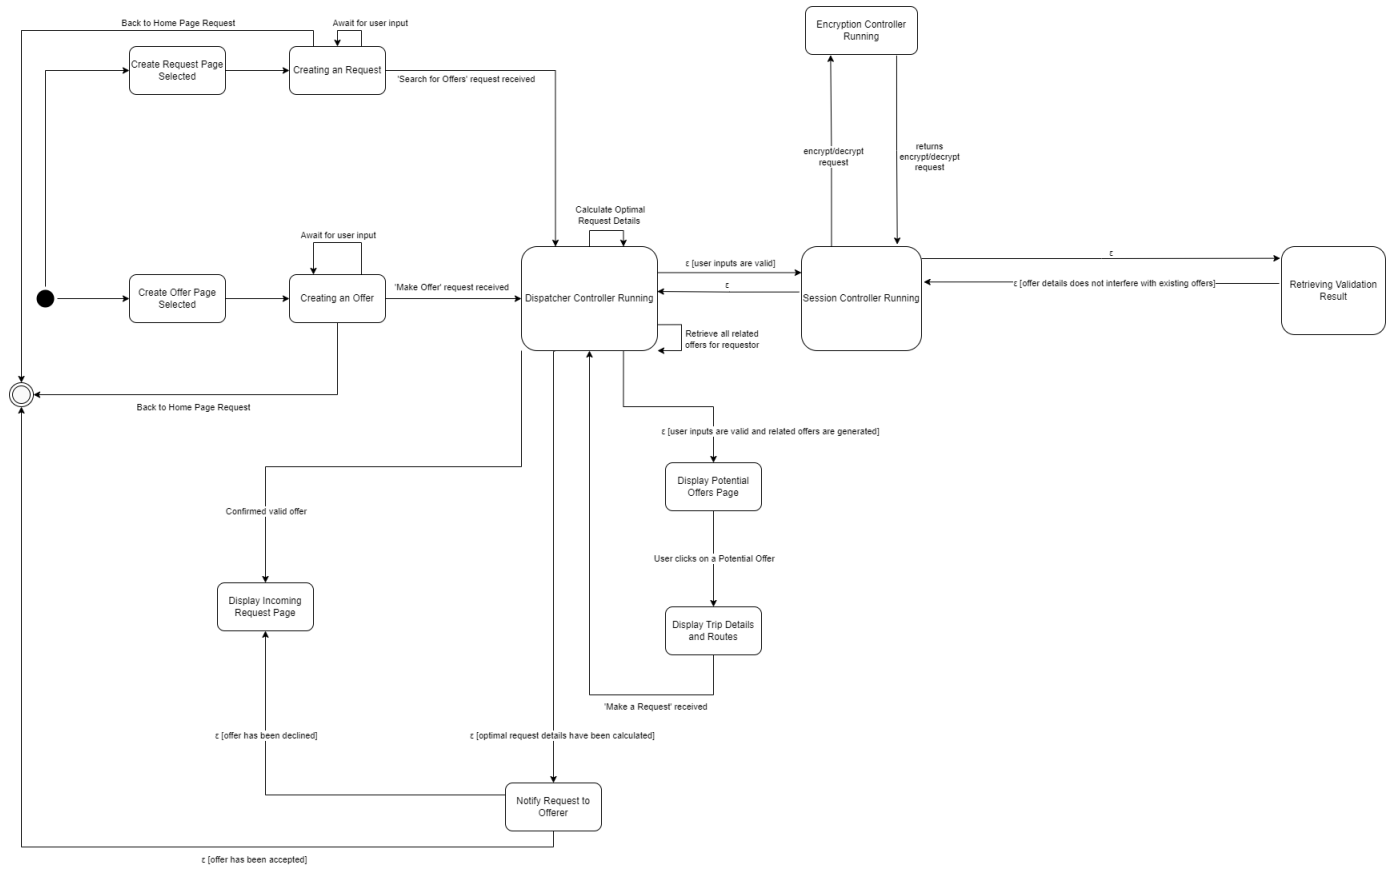 Back to Home Page Request
Await for user input
Encryption Controller
Running
Create Request Page
Selected
Creating an Request
'Search for Offers' request received
encrypt/decrypt
request
returns
encrypt/decrypt
request
Calculate Optimal
Request Details
Await for user input
Create Offer Page
Selected
Creating an Offer
'Make Offer' request received
Dispatcher Controller Running
ε [user inputs are valid]
ε
Session Controller Running
ε
ε [offer details does not interfere with existing offers]
Retrieving Validation
Result
Retrieve all related
offers for requestor
Back to Home Page Request
ε [user inputs are valid and related offers are generated]
Display Potential
Offers Page
Confirmed valid offer
User clicks on a Potential Offer
Display Incoming
Request Page
Display Trip Details
and Routes
'Make a Request' received
ε [offer has been declined]
ε [optimal request details have been calculated]
Notify Request to
Offerer
ε [offer has been accepted]